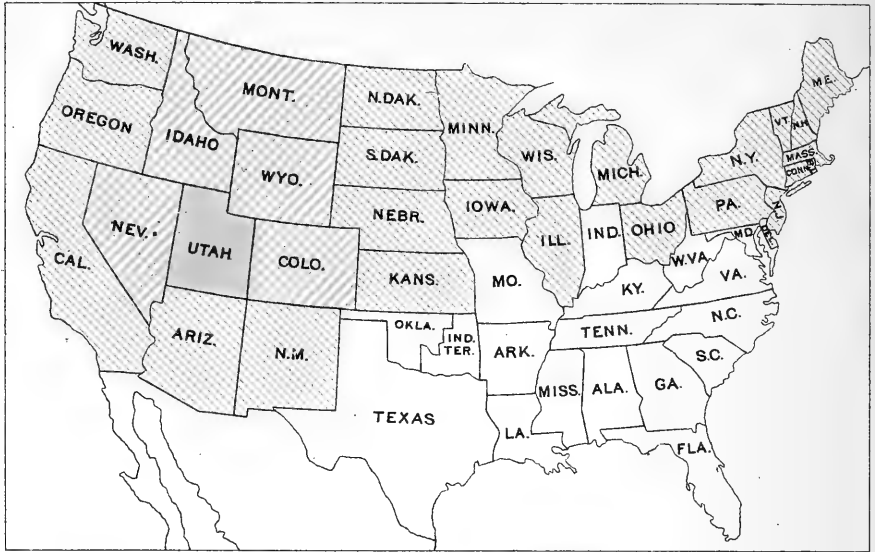 WASH.
MONT.
N.DAK.
MINN.
ME.
OREGON
IDAHO
VT.
N.H.
WIS.
S.DAK.
MICH.
N.Y.
MASS.
CONN.
R.I.
WYO.
NEBR.
IOWA.
PA.
N.J.
NEV.
UTAH
COLO.
ILL.
IND.
OHIO
MD.
DEL.
CAL.
KANS.
MO.
W.VA.
VA.
KY.
ARIZ.
N.M.
OKLA.
IND.
TER.
ARK.
TENN.
N.C.
S.C.
TEXAS
LA.
MISS.
ALA.
GA.
FLA.